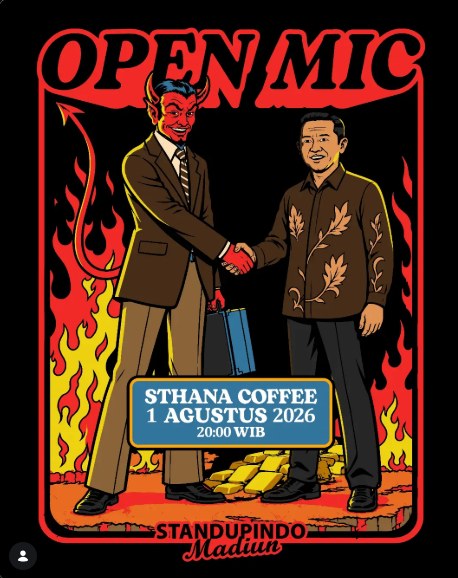 OPEN MIC
STHANA COFFEE
1 AGUSTUS 2026
20:00 WIB
STANDUPINDO
Madiun